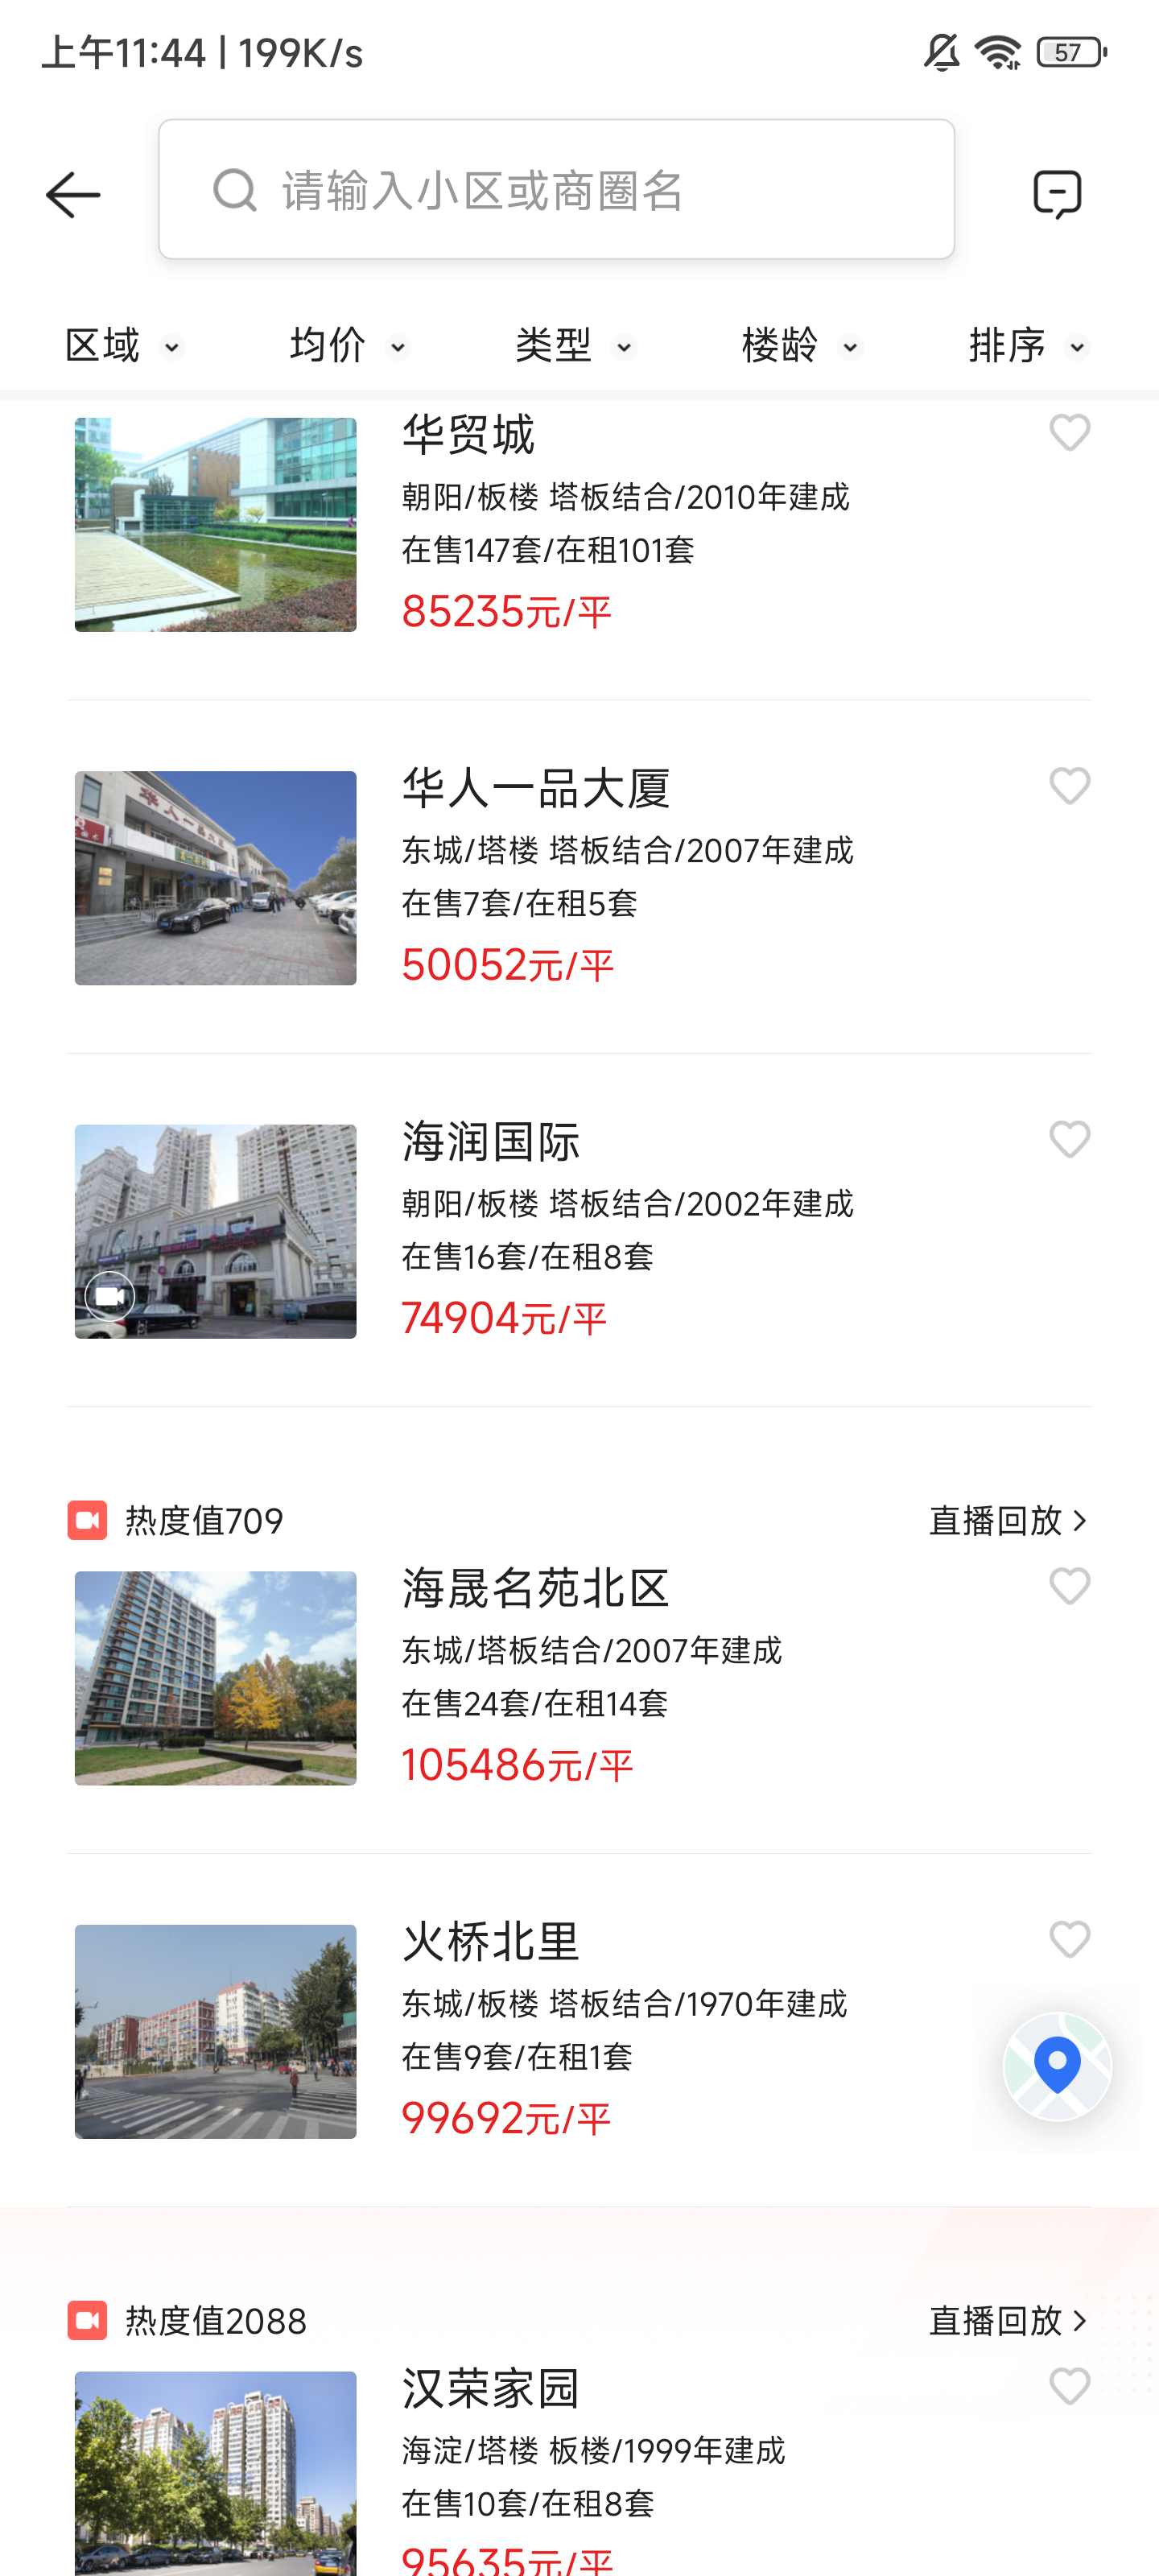 上午11:44 | 199K/s
57
请输入小区或商圈名
区域 均价 类型 楼龄 排序
华贸城
朝阳/板楼 塔板结合/2010年建成
在售147套/在租101套
85235元/平
华人一品大厦
华人一品大厦
东城/塔楼 塔板结合/2007年建成
在售7套/在租5套
50052元/平
海润国际
朝阳/板楼 塔板结合/2002年建成
在售16套/在租8套
74904元/平
热度值709
直播回放
海晟名苑北区
东城/塔板结合/2007年建成
在售24套/在租14套
105486元/平
火桥北里
东城/板楼 塔板结合/1970年建成
在售9套/在租1套
99692元/平
热度值2088
直播回放
汉荣家园
海淀/塔楼 板楼/1999年建成
在售10套/在租8套
95635元/平